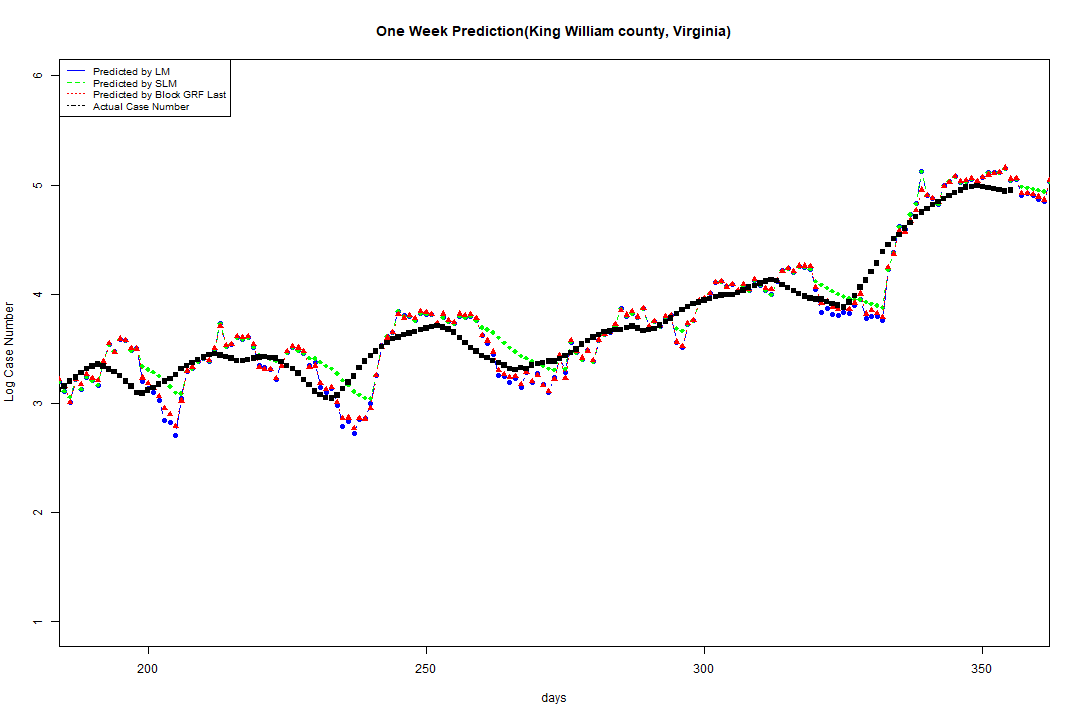 One Week Prediction(King William county, Virginia)
Predicted by LM
Predicted by SLM
Predicted by Block GRF Last
Actual Case Number
6
5
4
3
2
1
Log Case Number
200
250
300
350
days